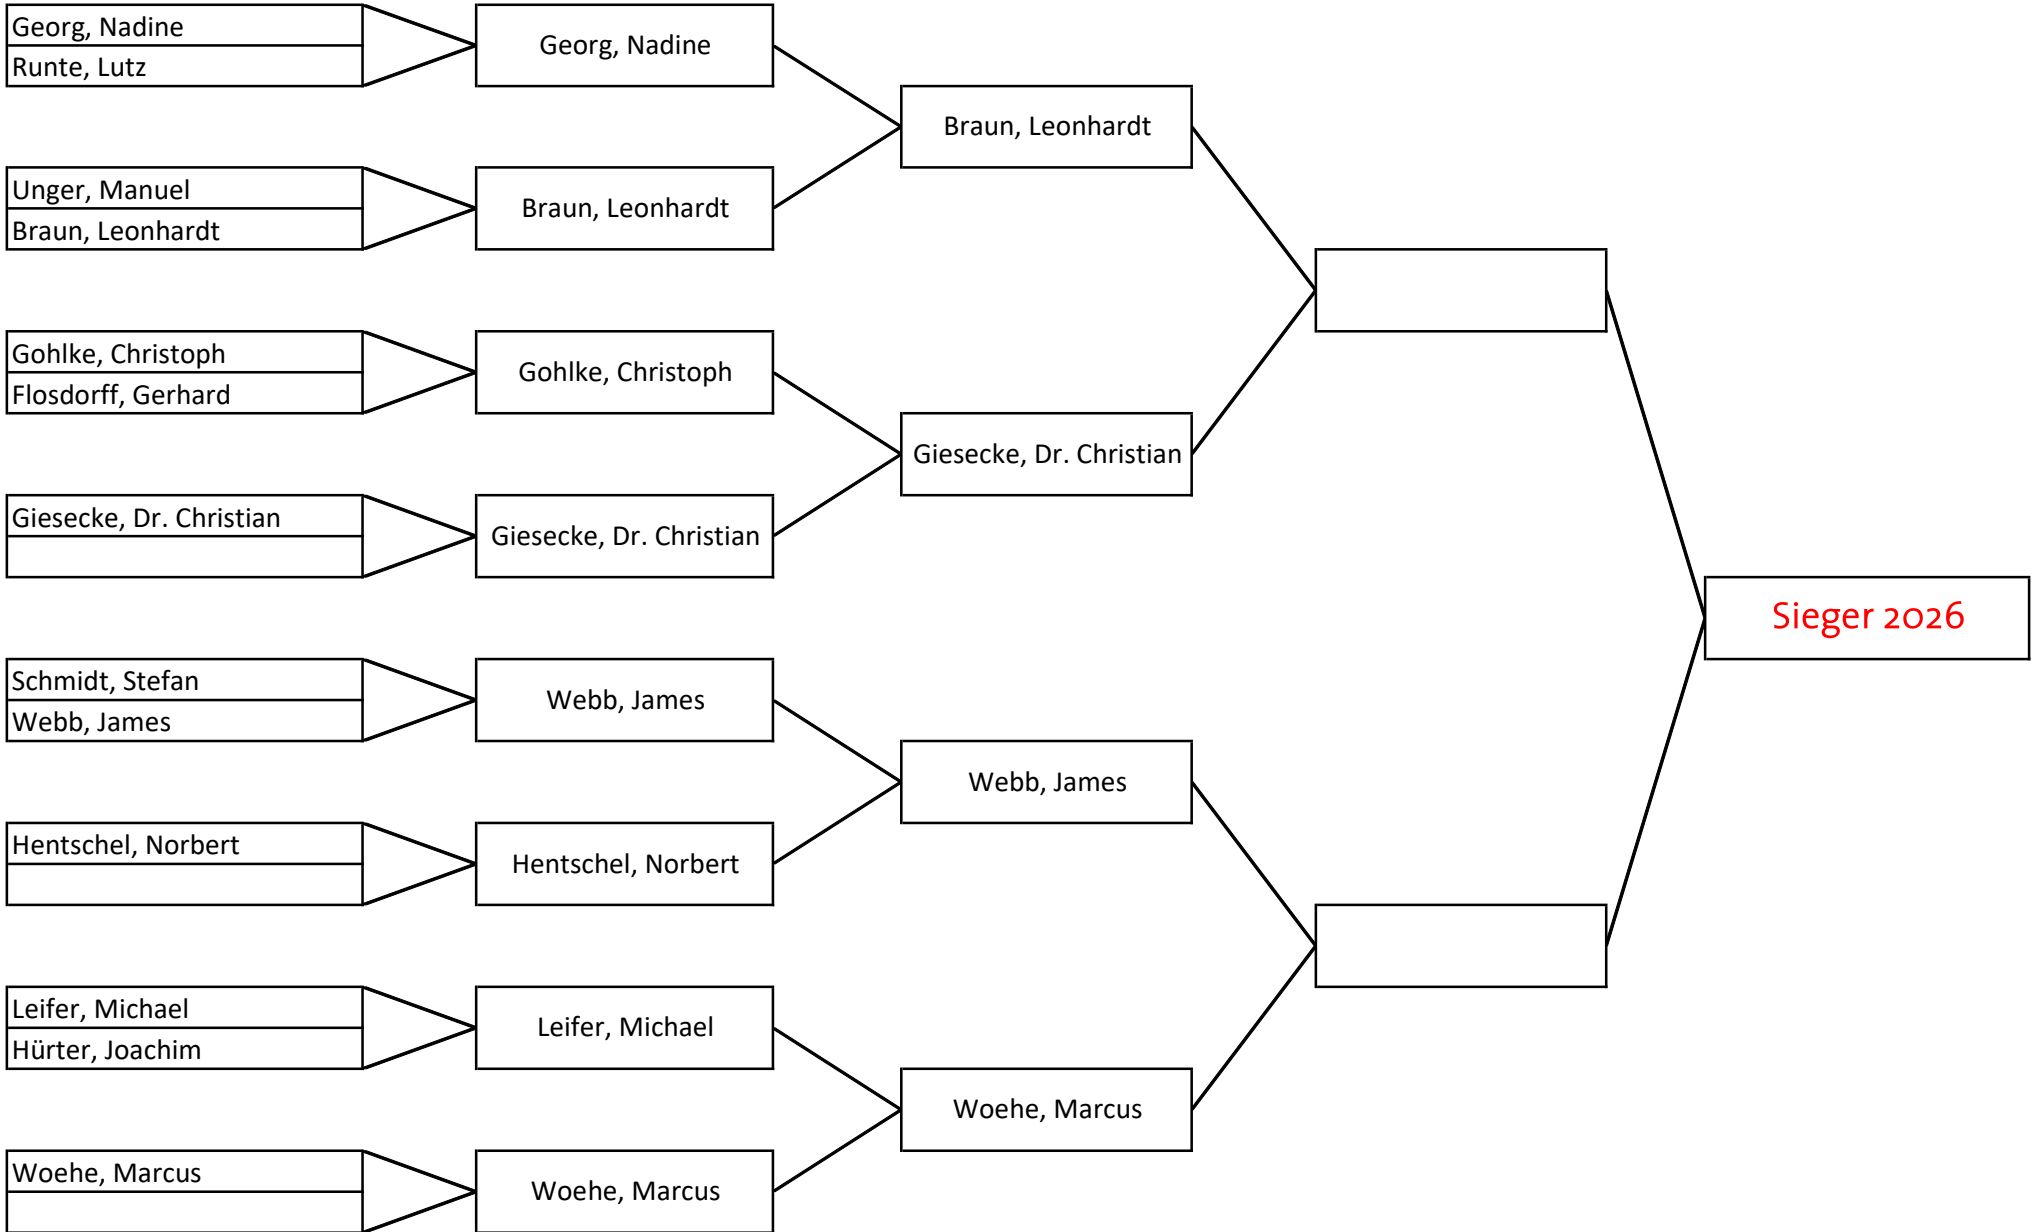 Georg, Nadine
Runte, Lutz
Unger, Manuel
Braun, Leonhardt
Gohlke, Christoph
Flosdorff, Gerhard
Giesecke, Dr. Christian
Schmidt, Stefan
Webb, James
Hentschel, Norbert
Leifer, Michael
Hürter, Joachim
Woehe, Marcus
Georg, Nadine
Braun, Leonhardt
Gohlke, Christoph
Giesecke, Dr. Christian
Webb, James
Hentschel, Norbert
Leifer, Michael
Woehe, Marcus
Braun, Leonhardt
Giesecke, Dr. Christian
Webb, James
Woehe, Marcus
Sieger 2026